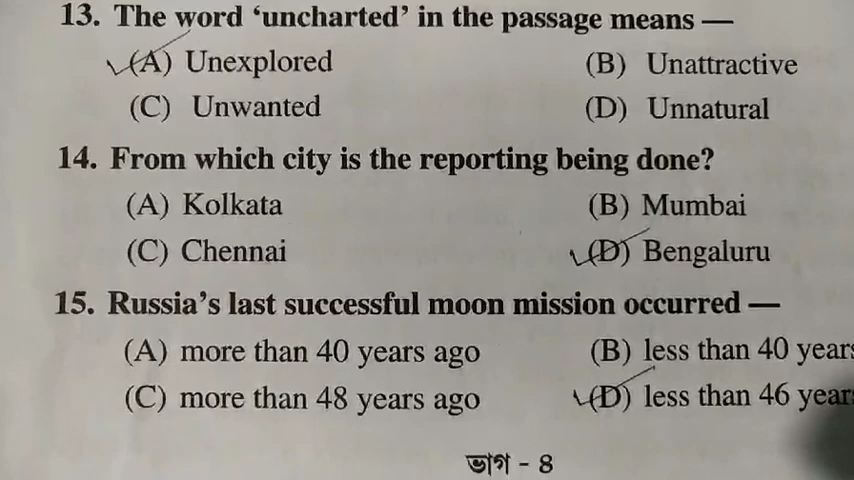 13. The word ‘uncharted’ in the passage means —
(A) Unexplored (B) Unattractive
(C) Unwanted (D) Unnatural
14. From which city is the reporting being done?
(A) Kolkata (B) Mumbai
(C) Chennai (D) Bengaluru
15. Russia’s last successful moon mission occurred —
(A) more than 40 years ago (B) less than 40 years
(C) more than 48 years ago (D) less than 46 year
ভাগ - 8